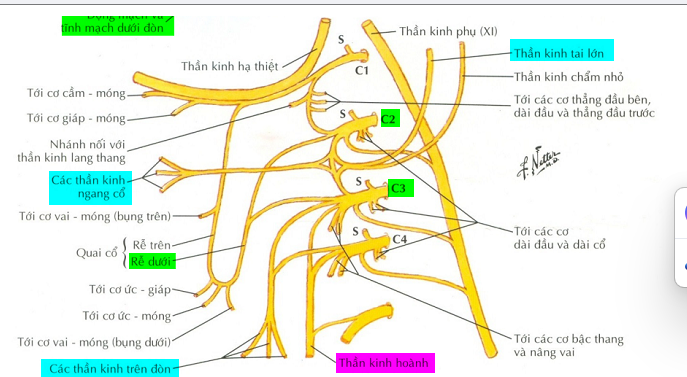 Động mạch và
tĩnh mạch dưới đòn
Thần kinh hạ thiệt
S
C1
Thần kinh phụ (XI)
Thần kinh tai lớn
Thần kinh chẩm nhỏ
Tới cơ cằm - móng
Tới cơ giáp - móng
Tới các cơ thẳng đầu bên,
dài đầu và thẳng đầu trước
Nhánh nối với
thần kinh lang thang
S
C2
Các thần kinh
ngang cổ
S
C3
Tới cơ vai - móng (bụng trên)
Quai cổ
Rễ trên
Rễ dưới
S
C4
Tới các cơ
dài đầu và dài cổ
Tới cơ ức - giáp
Tới cơ ức - móng
Tới cơ vai - móng (bụng dưới)
Các thần kinh trên đòn
Thần kinh hoành
Tới các cơ bậc thang
và nâng vai
F. Netter
M.D.